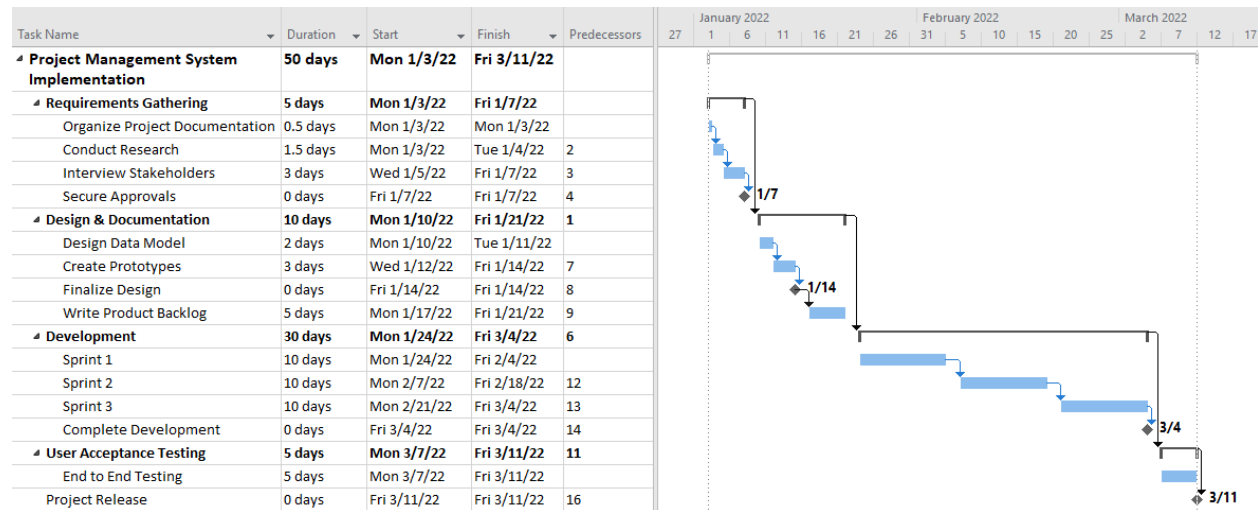 January 2022 February 2022 March 2022
Task Name Duration Start Finish Predecessors 27 1 6 11 16 21 26 31 5 10 15 20 25 2 7 12 17
Project Management System Implementation 50 days Mon 1/3/22 Fri 3/11/22
Requirements Gathering 5 days Mon 1/3/22 Fri 1/7/22
Organize Project Documentation 0.5 days Mon 1/3/22 Mon 1/3/22
Conduct Research 1.5 days Mon 1/3/22 Tue 1/4/22 2
Interview Stakeholders 3 days Wed 1/5/22 Fri 1/7/22 3
Secure Approvals 0 days Fri 1/7/22 Fri 1/7/22 4 1/7
Design & Documentation 10 days Mon 1/10/22 Fri 1/21/22 1
Design Data Model 2 days Mon 1/10/22 Tue 1/11/22
Create Prototypes 3 days Wed 1/12/22 Fri 1/14/22 7
Finalize Design 0 days Fri 1/14/22 Fri 1/14/22 8 1/14
Write Product Backlog 5 days Mon 1/17/22 Fri 1/21/22 9
Development 30 days Mon 1/24/22 Fri 3/4/22 6
Sprint 1 10 days Mon 1/24/22 Fri 2/4/22
Sprint 2 10 days Mon 2/7/22 Fri 2/18/22 12
Sprint 3 10 days Mon 2/21/22 Fri 3/4/22 13
Complete Development 0 days Fri 3/4/22 Fri 3/4/22 14 3/4
User Acceptance Testing 5 days Mon 3/7/22 Fri 3/11/22 11
End to End Testing 5 days Mon 3/7/22 Fri 3/11/22
Project Release 0 days Fri 3/11/22 Fri 3/11/22 16 3/11